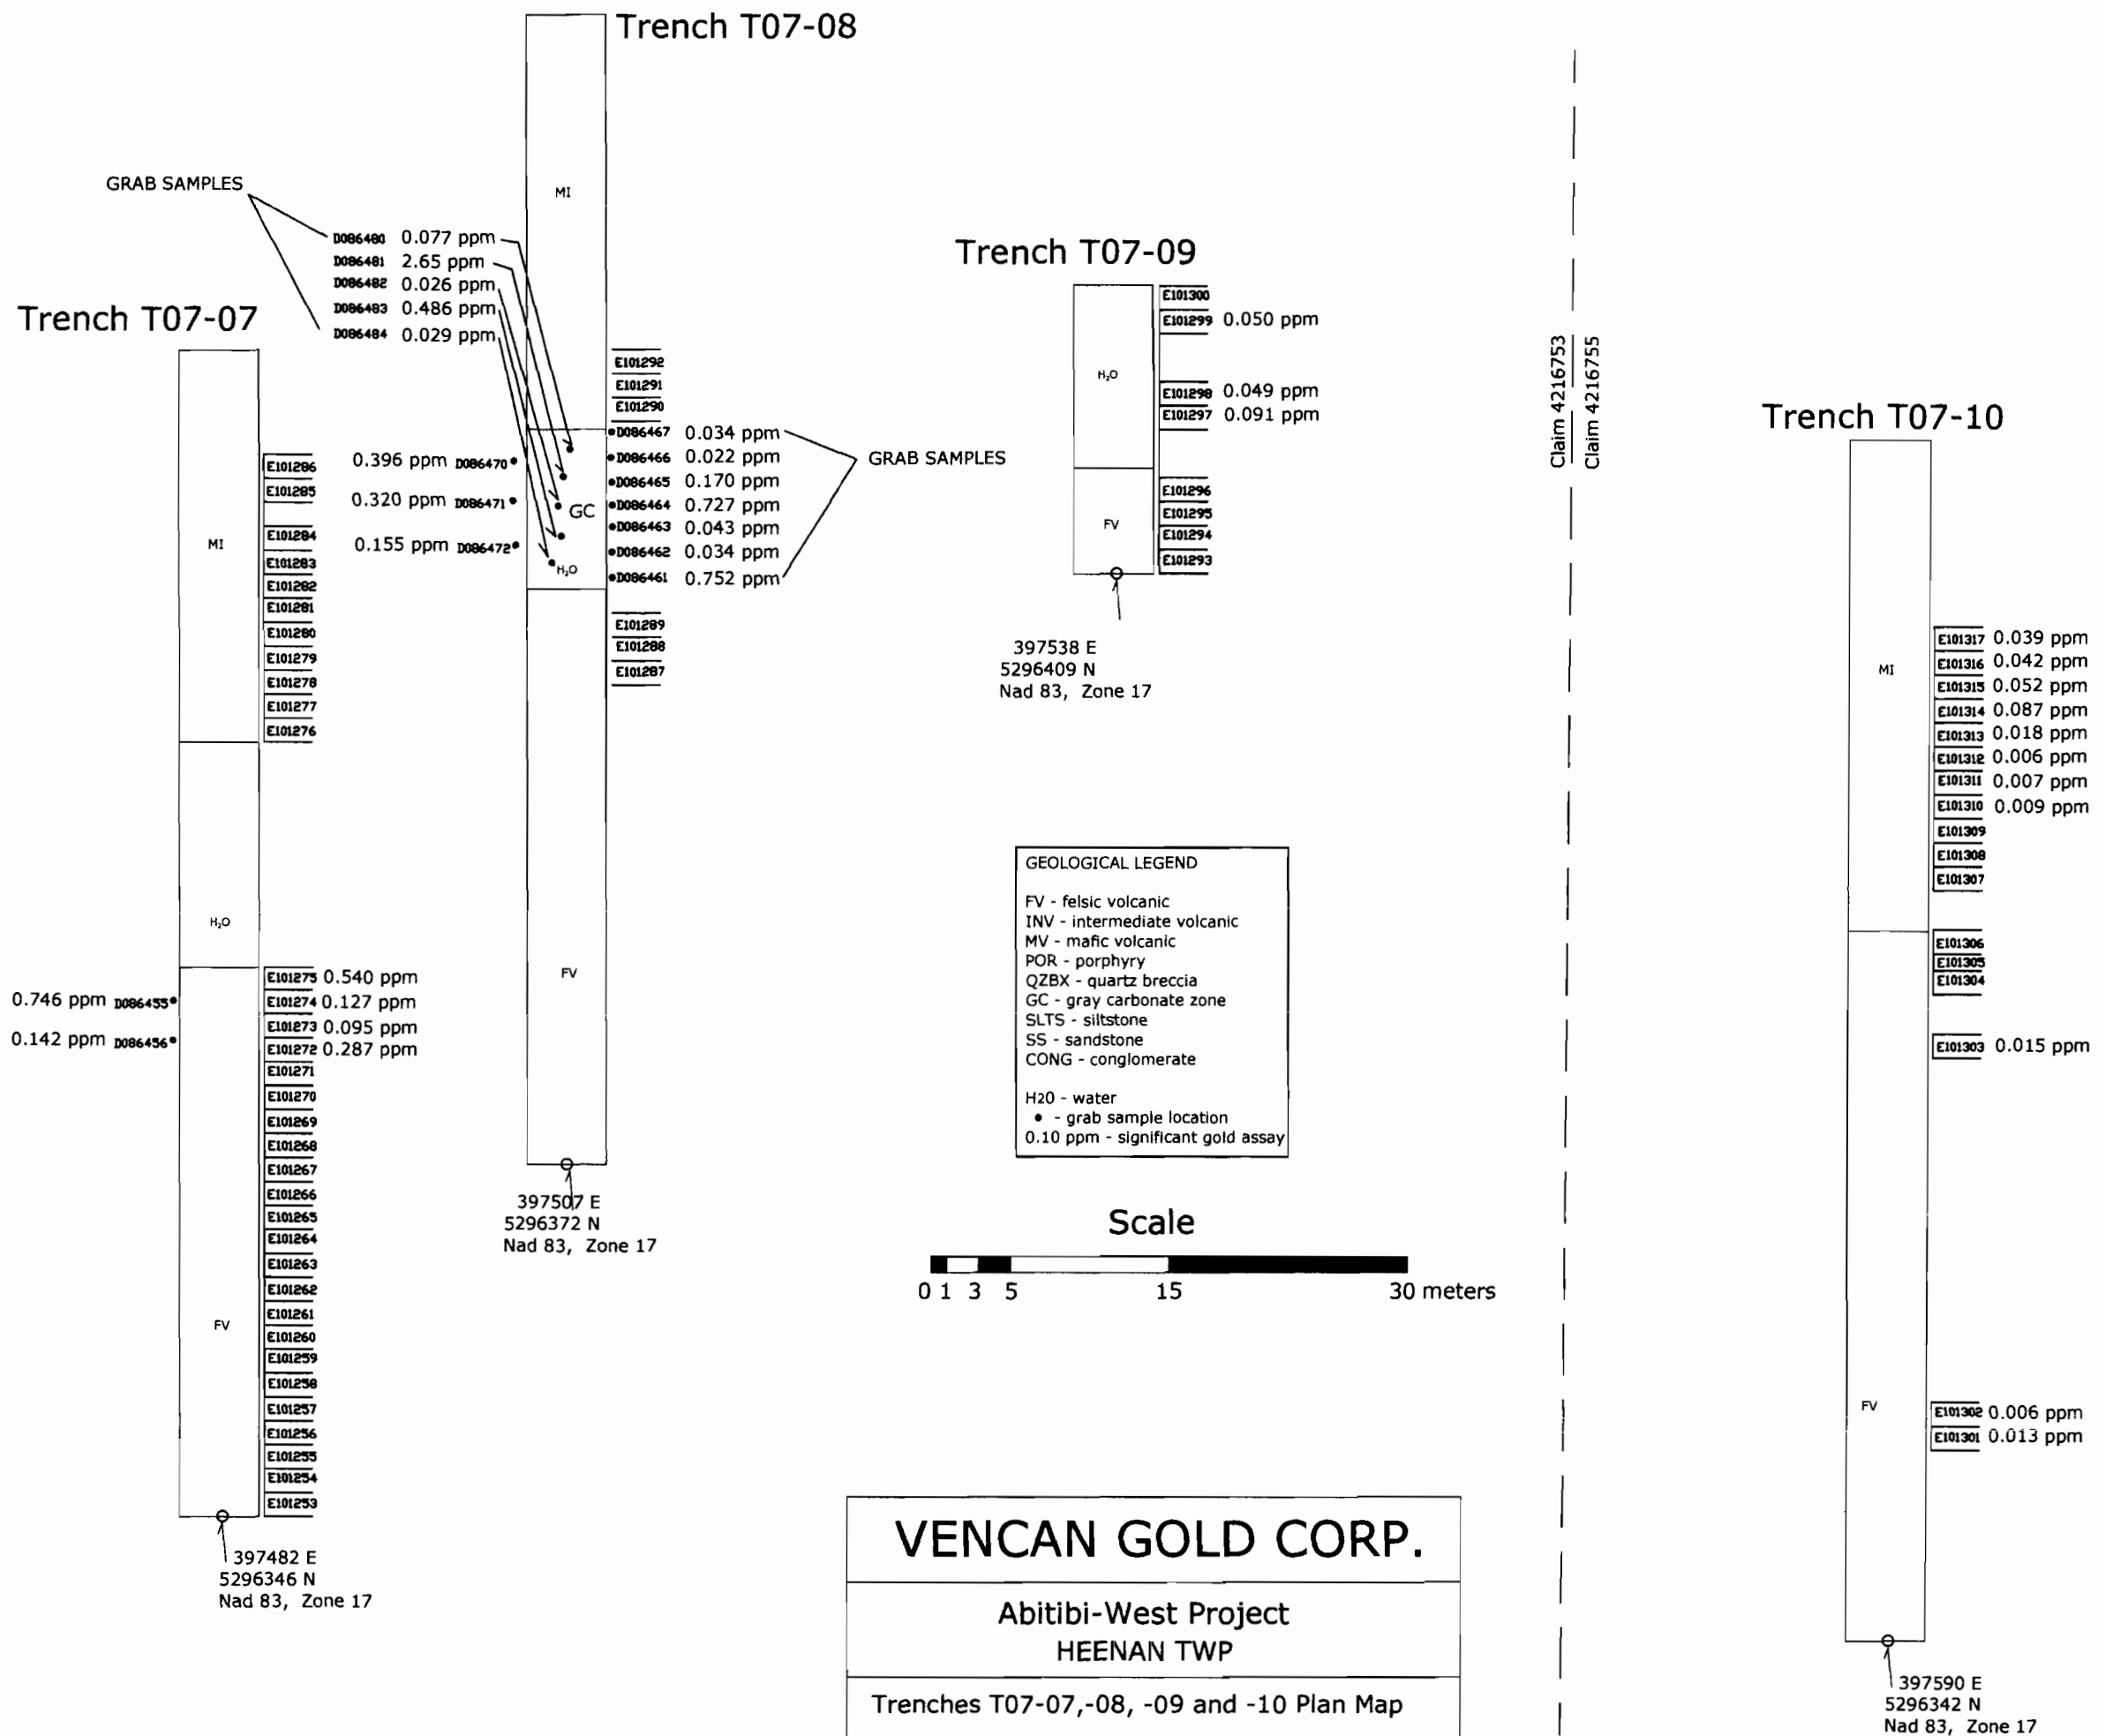 Trench T07-08
MI
GRAB SAMPLES
D086480 0.077 ppm
D086481 2.65 ppm
D086482 0.026 ppm
D086483 0.486 ppm
D086484 0.029 ppm
E101292
E101291
E101290
D086467 0.034 ppm
D086466 0.022 ppm
D086465 0.170 ppm
D086464 0.727 ppm
D086463 0.043 ppm
D086462 0.034 ppm
D086461 0.752 ppm
GRAB SAMPLES
0.396 ppm D086470
0.320 ppm D086471
0.155 ppm D086472
GC
H₂O
E101289
E101288
E101287
FV
397507 E
5296372 N
Nad 83, Zone 17
Trench T07-07
E101286
E101285
E101284
E101283
E101282
E101281
E101280
E101279
E101278
E101277
E101276
MI
H₂O
0.746 ppm D086455
0.142 ppm D086456
E101275 0.540 ppm
E101274 0.127 ppm
E101273 0.095 ppm
E101272 0.287 ppm
E101271
E101270
E101269
E101268
E101267
E101266
E101265
E101264
E101263
E101262
E101261
E101260
E101259
E101258
E101257
E101256
E101255
E101254
E101253
FV
397482 E
5296346 N
Nad 83, Zone 17
Trench T07-09
E101300
E101299 0.050 ppm
E101298 0.049 ppm
E101297 0.091 ppm
E101296
E101295
E101294
E101293
H₂O
FV
397538 E
5296409 N
Nad 83, Zone 17
Claim 4216753
Claim 4216755
Trench T07-10
MI
E101317 0.039 ppm
E101316 0.042 ppm
E101315 0.052 ppm
E101314 0.087 ppm
E101313 0.018 ppm
E101312 0.006 ppm
E101311 0.007 ppm
E101310 0.009 ppm
E101309
E101308
E101307
E101306
E101305
E101304
E101303 0.015 ppm
FV
E101302 0.006 ppm
E101301 0.013 ppm
397590 E
5296342 N
Nad 83, Zone 17
GEOLOGICAL LEGEND
FV - felsic volcanic
INV - intermediate volcanic
MV - mafic volcanic
POR - porphyry
QZBX - quartz breccia
GC - gray carbonate zone
SLTS - siltstone
SS - sandstone
CONG - conglomerate
H20 - water
• - grab sample location
0.10 ppm - significant gold assay
Scale
0 1 3 5 15 30 meters
VENCAN GOLD CORP.
Abitibi-West Project
HEENAN TWP
Trenches T07-07,-08, -09 and -10 Plan Map